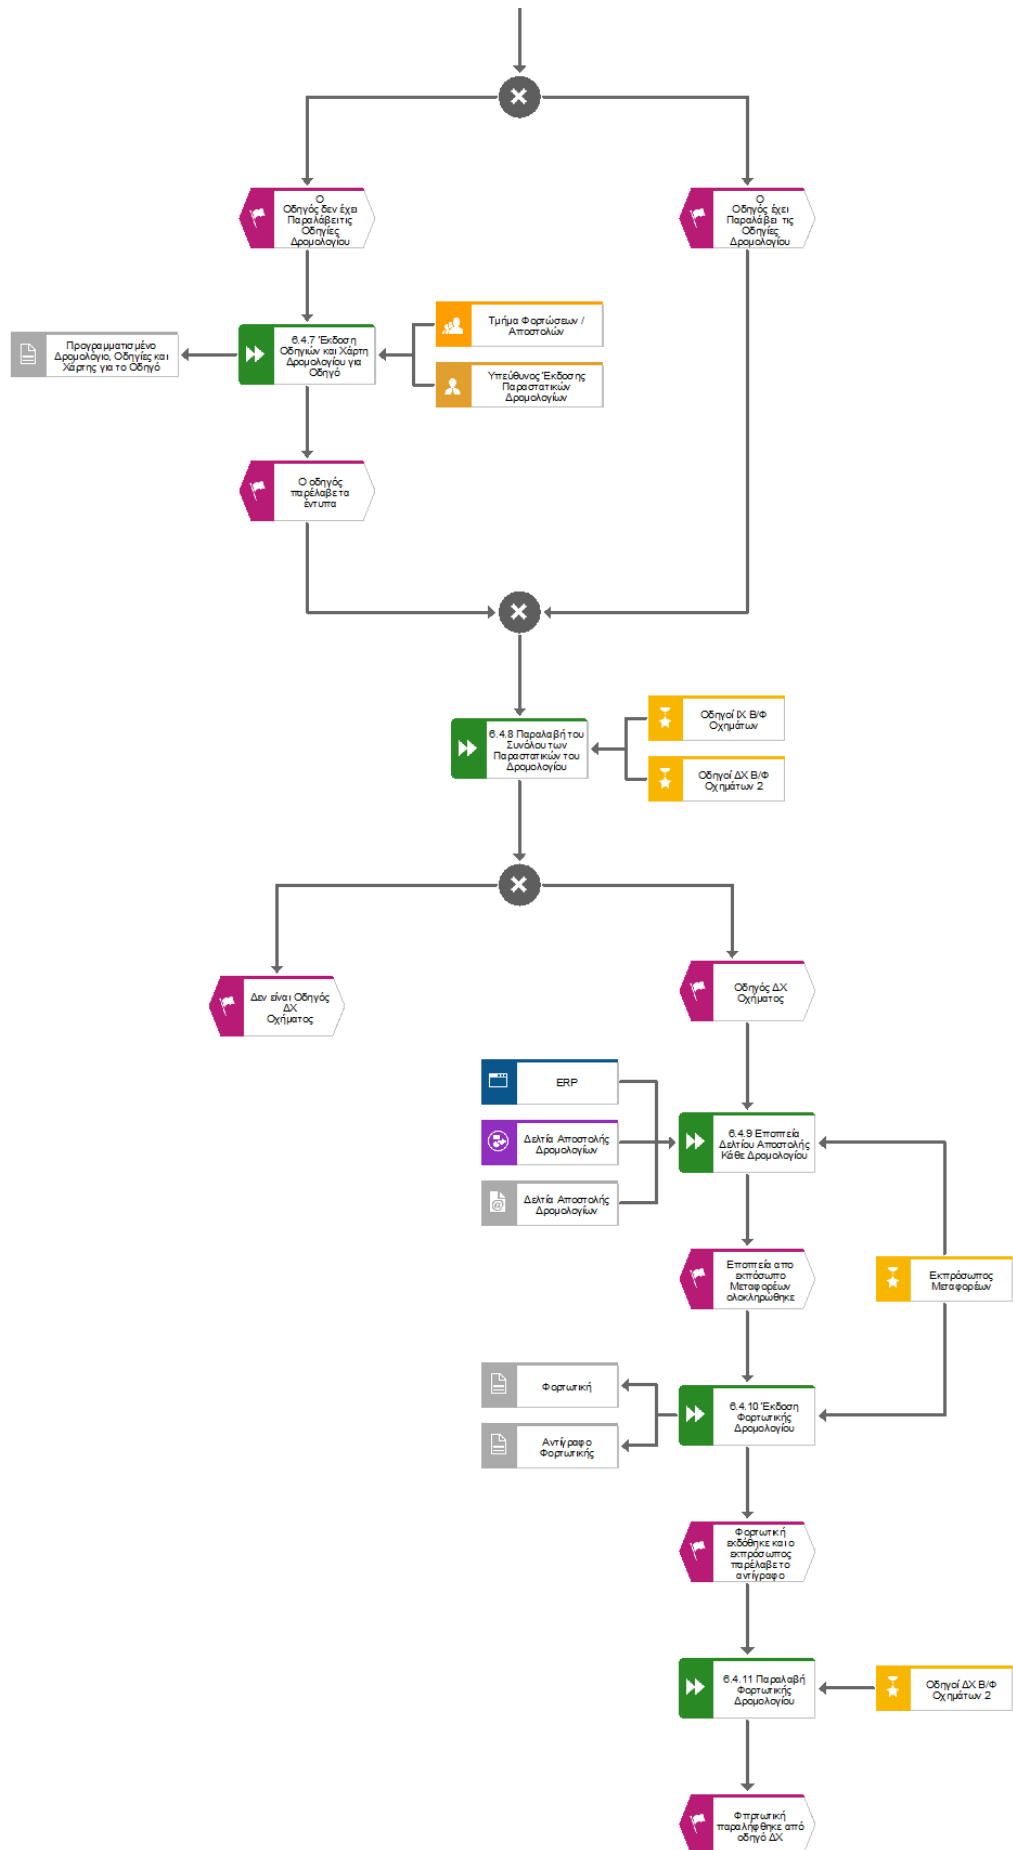 Ο
Οδηγός δεν έχει
Παραλάβει τις
Οδηγίες
Δρομολογίου
Ο
Οδηγός έχει
Παραλάβει τις
Οδηγίες
Δρομολογίου
Προγραμματισμένο
Δρομολόγιο, Οδηγίες και
Χάρτης για το Οδηγό
6.4.7 Έκδοση
Οδηγιών και Χάρτη
Δρομολογίου για
Οδηγό
Τμήμα Φορτώσεων /
Αποστολών
Υπεύθυνος Έκδοσης
Παραστατικών
Δρομολογίων
Ο οδηγός
παρέλαβε τα
έντυπα
6.4.8 Παραλαβή του
Συνόλου των
Παραστατικών του
Δρομολογίου
Οδηγοί ΙΧ Β/Φ
Οχημάτων
Οδηγοί ΔΧ Β/Φ
Οχημάτων 2
Δεν είναι Οδηγός
ΔΧ
Οχήματος
Οδηγός ΔΧ
Οχήματος
ERP
Δελτία Αποστολής
Δρομολογίων
Δελτία Αποστολής
Δρομολογίων
6.4.9 Εποπτεία
Δελτίου Αποστολής
Κάθε Δρομολογίου
Εποπτεία απο
εκπόσωπο
Μεταφορέων
ολοκληρώθηκε
Εκπρόσωπος
Μεταφορέων
Φορτωτική
Αντίγραφο
Φορτωτικής
6.4.10 Έκδοση
Φορτωτικής
Δρομολογίου
Φορτωτική
εκδόθηκε και ο
εκπρόσωπος
παρέλαβε το
αντίγραφο
6.4.11 Παραλαβή
Φορτωτικής
Δρομολογίου
Οδηγοί ΔΧ Β/Φ
Οχημάτων 2
Φπρτωτική
παραλήφθηκε από
οδηγό ΔΧ